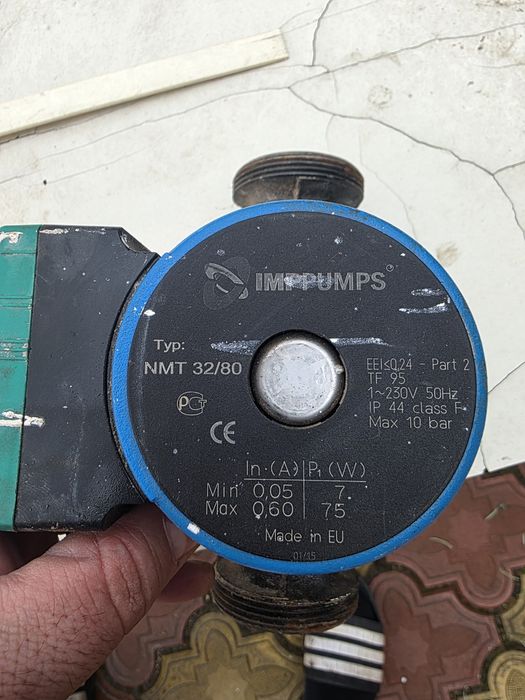 IMPPUMPS
Typ:
NMT 32/80
EEI≤0,24 - Part 2
TF 95
1~230V 50Hz
IP 44 class F
Max 10 bar
CE
In (A) P₁(W)
Min 0,05 7
Max 0,60 75
Made in EU
01/15